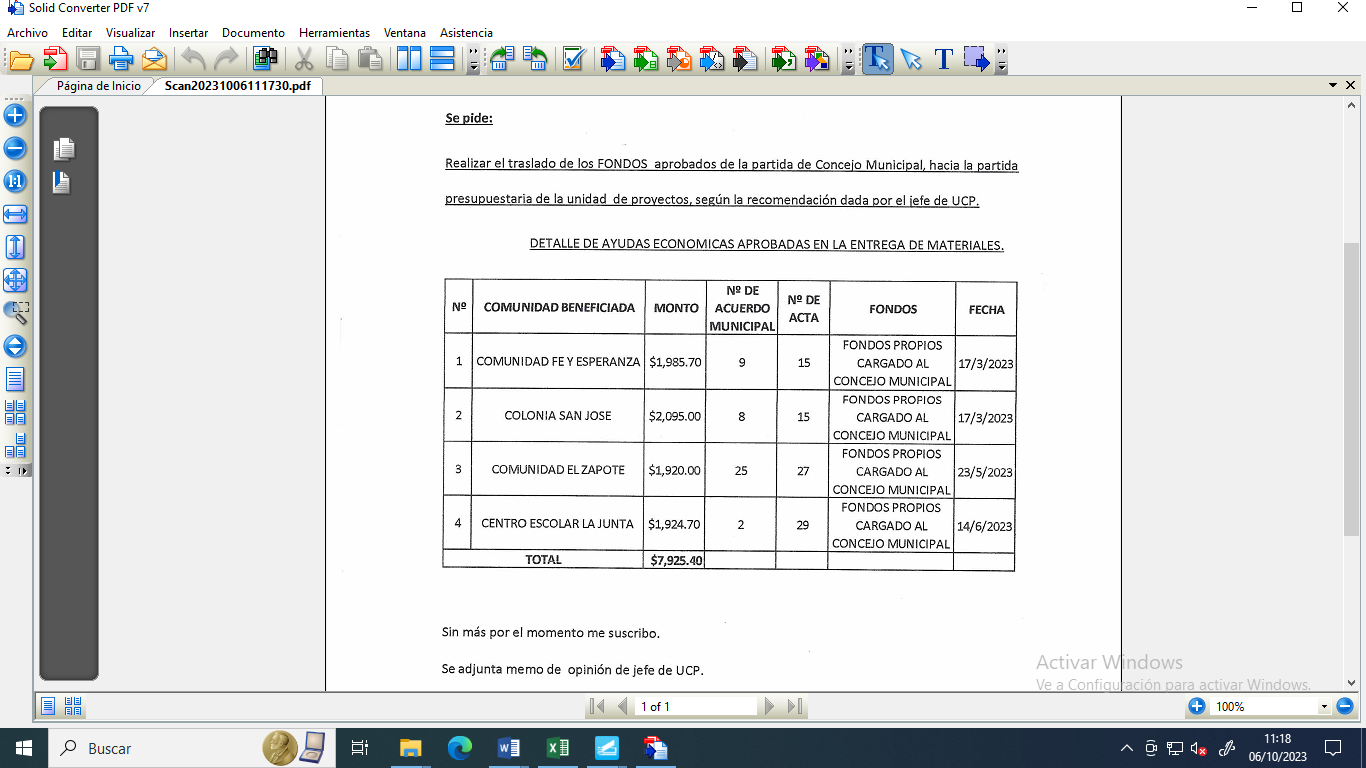 Solid Converter PDF v7
Archivo Editar Visualizar Insertar Documento Herramientas Ventana Asistencia
Página de Inicio Scan20231006111730.pdf
Se pide:
Realizar el traslado de los FONDOS aprobados de la partida de Concejo Municipal, hacia la partida
presupuestaria de la unidad de proyectos, según la recomendación dada por el jefe de UCP.
DETALLE DE AYUDAS ECONOMICAS APROBADAS EN LA ENTREGA DE MATERIALES.
Nº COMUNIDAD BENEFICIADA MONTO Nº DE ACUERDO MUNICIPAL Nº DE ACTA FONDOS FECHA
1 COMUNIDAD FE Y ESPERANZA $1,985.70 9 15 FONDOS PROPIOS CARGADO AL CONCEJO MUNICIPAL 17/3/2023
2 COLONIA SAN JOSE $2,095.00 8 15 FONDOS PROPIOS CARGADO AL CONCEJO MUNICIPAL 17/3/2023
3 COMUNIDAD EL ZAPOTE $1,920.00 25 27 FONDOS PROPIOS CARGADO AL CONCEJO MUNICIPAL 23/5/2023
4 CENTRO ESCOLAR LA JUNTA $1,924.70 2 29 FONDOS PROPIOS CARGADO AL CONCEJO MUNICIPAL 14/6/2023
TOTAL $7,925.40
Sin más por el momento me suscribo.
Se adjunta memo de opinión de jefe de UCP.
Activar Windows
Ve a Configuración para activar Windows.
1 of 1
100%
Buscar
11:18
06/10/2023